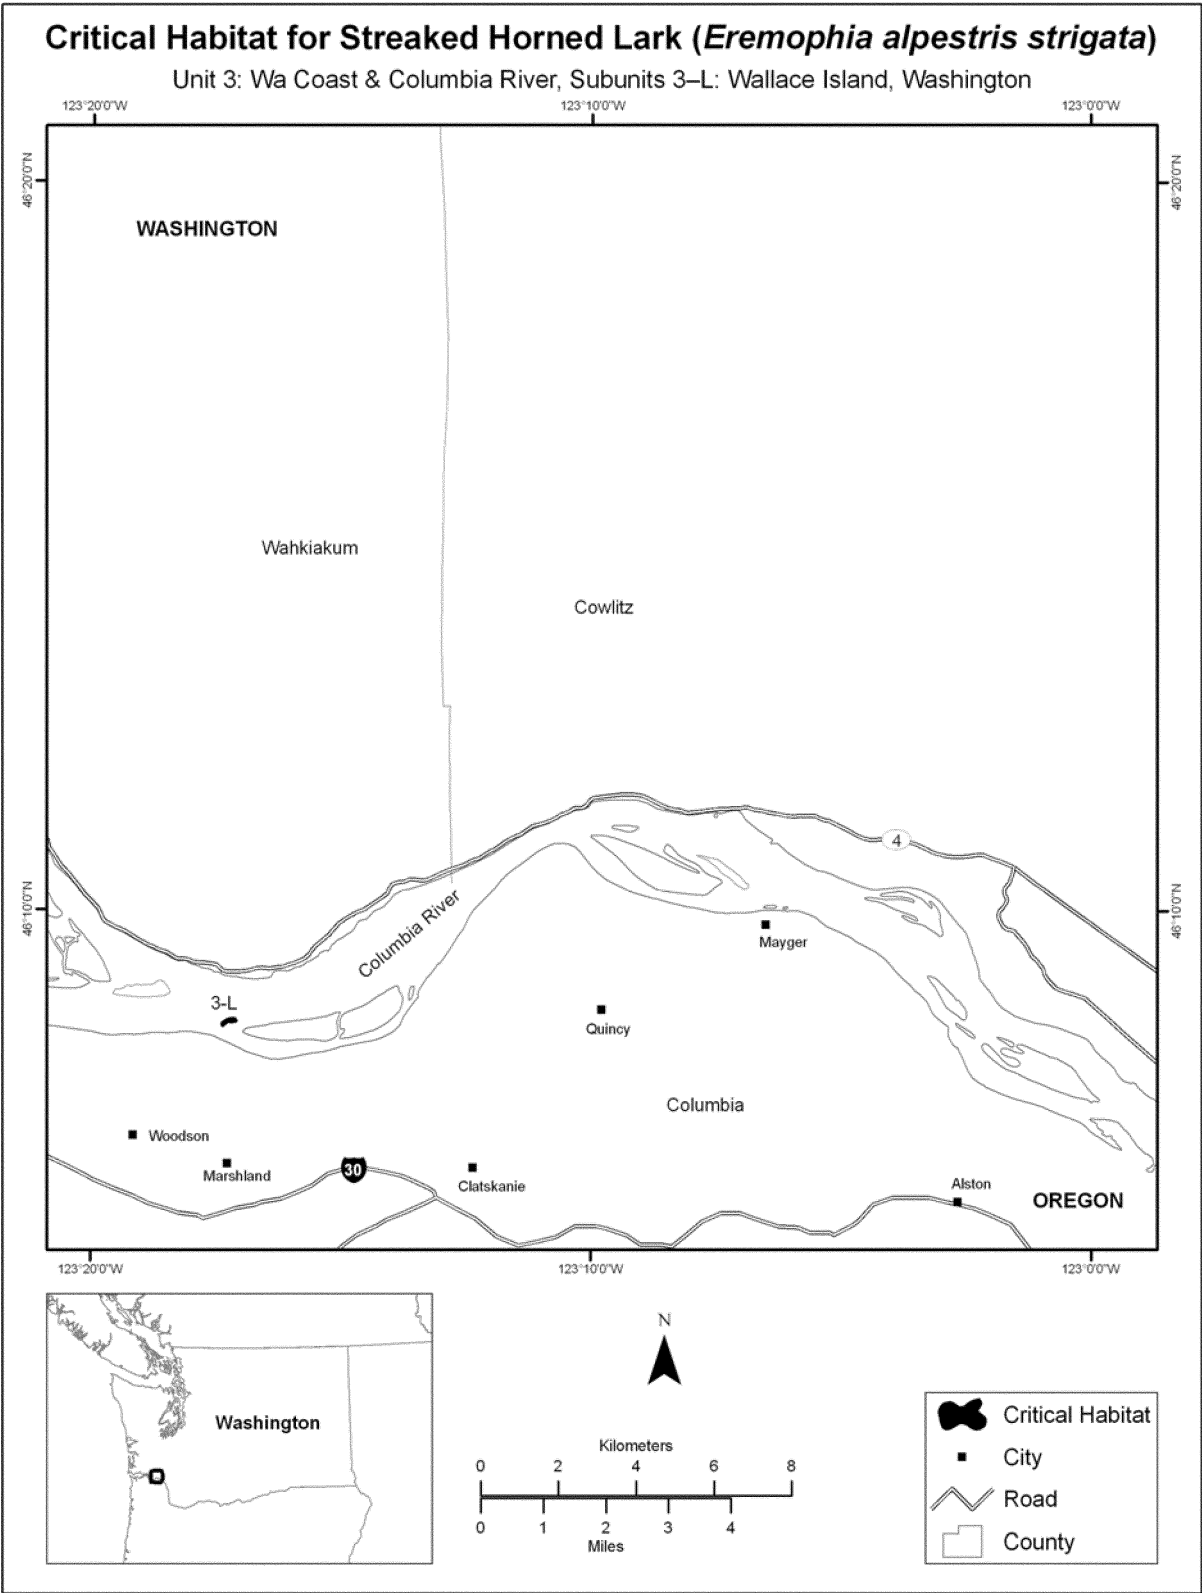 Critical Habitat for Streaked Horned Lark (Eremophia alpestris strigata)
Unit 3: Wa Coast & Columbia River, Subunits 3–L: Wallace Island, Washington
123°20'0"W 123°10'0"W 123°0'0"W
46°20'0"N 46°20'0"N
WASHINGTON
Wahkiakum
Cowlitz
4
46°10'0"N 46°10'0"N
Columbia River
Mayger
3-L
Quincy
Columbia
Woodson
Marshland
30
Clatskanie
Alston
OREGON
123°20'0"W 123°10'0"W 123°0'0"W
Washington
N
Kilometers
0 2 4 6 8
0 1 2 3 4
Miles
Critical Habitat
City
Road
County